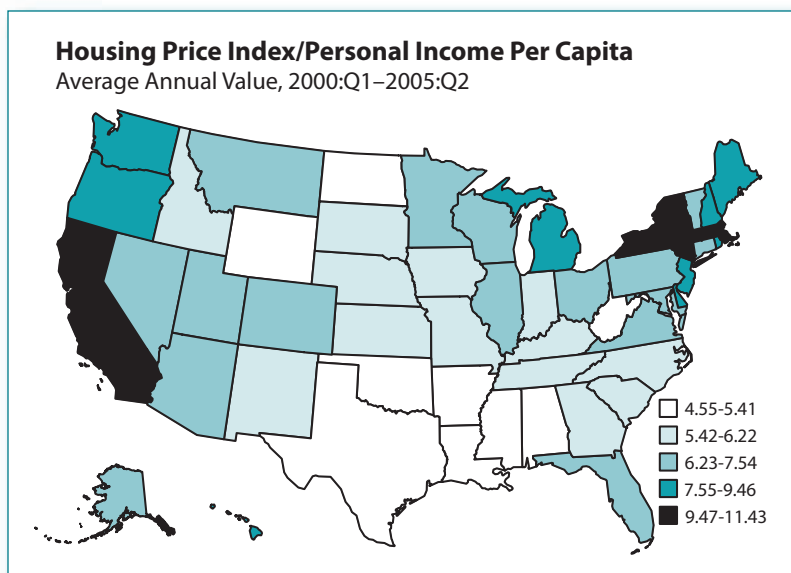 Housing Price Index/Personal Income Per Capita
Average Annual Value, 2000:Q1–2005:Q2
4.55-5.41
5.42-6.22
6.23-7.54
7.55-9.46
9.47-11.43